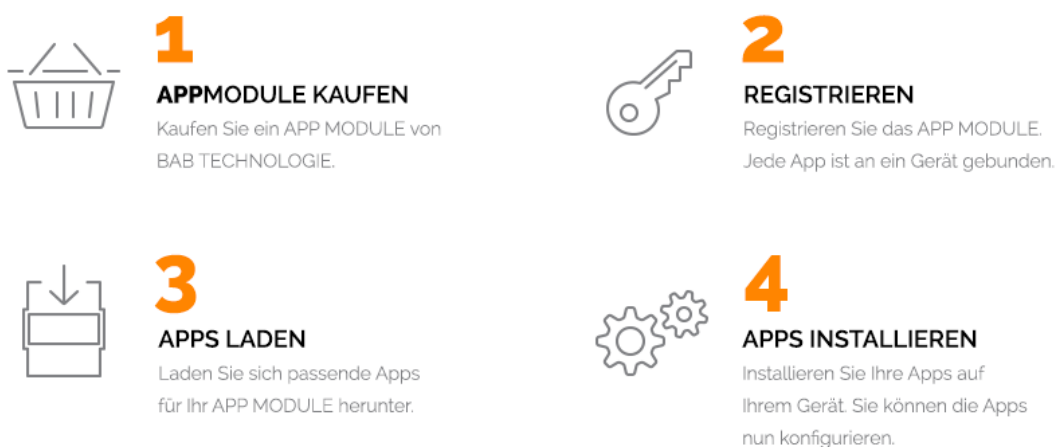 1
APPMODULE KAUFEN
Kaufen Sie ein APP MODULE von
BAB TECHNOLOGIE.
2
REGISTRIEREN
Registrieren Sie das APP MODULE.
Jede App ist an ein Gerät gebunden.
3
APPS LADEN
Laden Sie sich passende Apps
für Ihr APP MODULE herunter.
4
APPS INSTALLIEREN
Installieren Sie Ihre Apps auf
Ihrem Gerät. Sie können die Apps
nun konfigurieren.